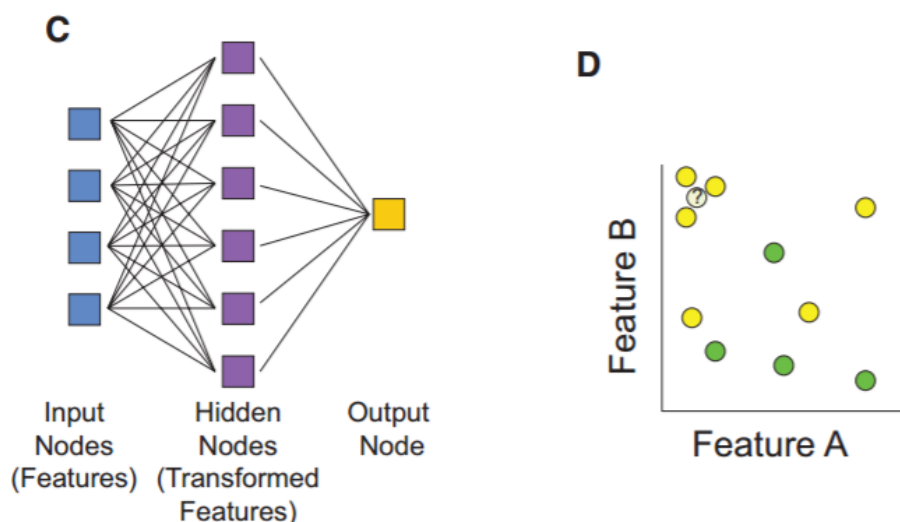 C
Input
Nodes
(Features)
Hidden
Nodes
(Transformed
Features)
Output
Node
D
?
Feature B
Feature A